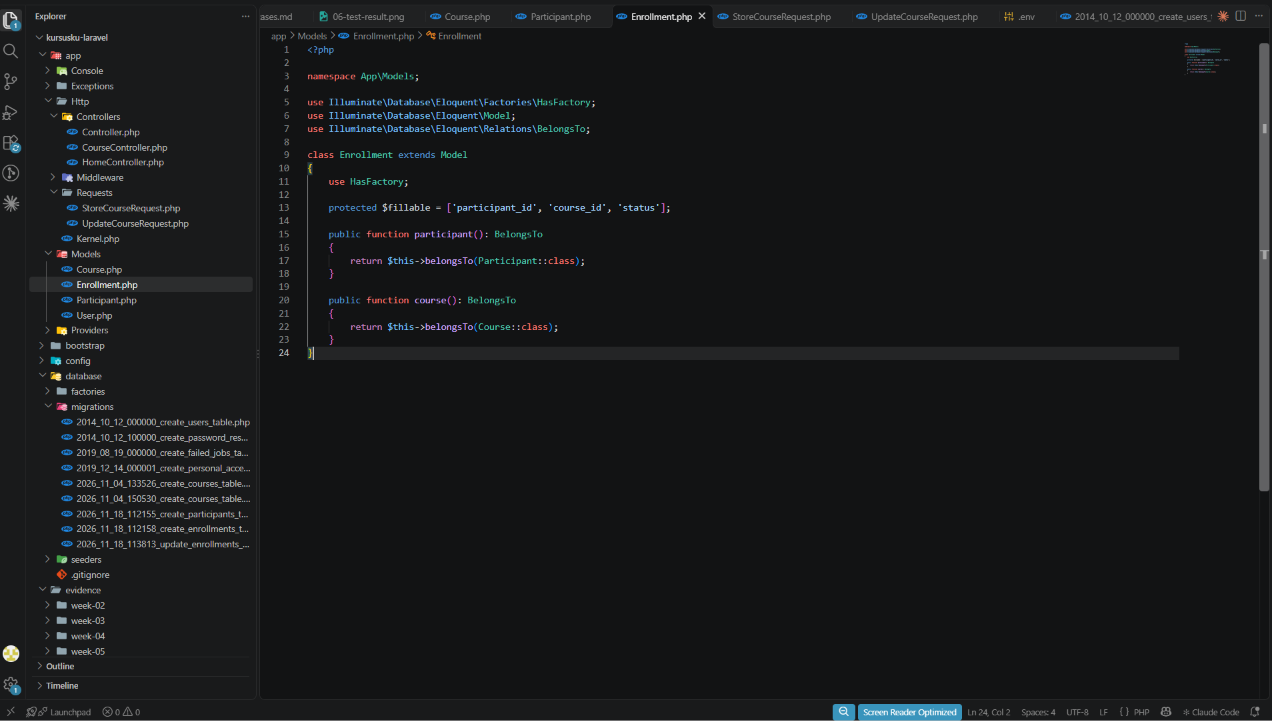 Explorer
kursusku-laravel
app
Console
Exceptions
Http
Controllers
Controller.php
CourseController.php
HomeController.php
Middleware
Requests
StoreCourseRequest.php
UpdateCourseRequest.php
Kernel.php
Models
Course.php
Enrollment.php
Participant.php
User.php
Providers
bootstrap
config
database
factories
migrations
2014_10_12_000000_create_users_table.php
2014_10_12_100000_create_password_res...
2019_08_19_000000_create_failed_jobs_ta...
2019_12_14_000001_create_personal_acce...
2026_11_04_133526_create_courses_table....
2026_11_04_150530_create_courses_table....
2026_11_18_112155_create_participants_t...
2026_11_18_112158_create_enrollments_t...
2026_11_18_113813_update_enrollments_...
seeders
.gitignore
evidence
week-02
week-03
week-04
week-05
Outline
Timeline
ases.md 06-test-result.png Course.php Participant.php Enrollment.php StoreCourseRequest.php UpdateCourseRequest.php .env 2014_10_12_000000_create_users_
app > Models > Enrollment.php > Enrollment
1 <?php
2
3 namespace App\Models;
4
5 use Illuminate\Database\Eloquent\Factories\HasFactory;
6 use Illuminate\Database\Eloquent\Model;
7 use Illuminate\Database\Eloquent\Relations\BelongsTo;
8
9 class Enrollment extends Model
10 {
11 use HasFactory;
12
13 protected $fillable = ['participant_id', 'course_id', 'status'];
14
15 public function participant(): BelongsTo
16 {
17 return $this->belongsTo(Participant::class);
18 }
19
20 public function course(): BelongsTo
21 {
22 return $this->belongsTo(Course::class);
23 }
24 }
Launchpad 0 0 Screen Reader Optimized Ln 24, Col 2 Spaces: 4 UTF-8 LF {} PHP Claude Code